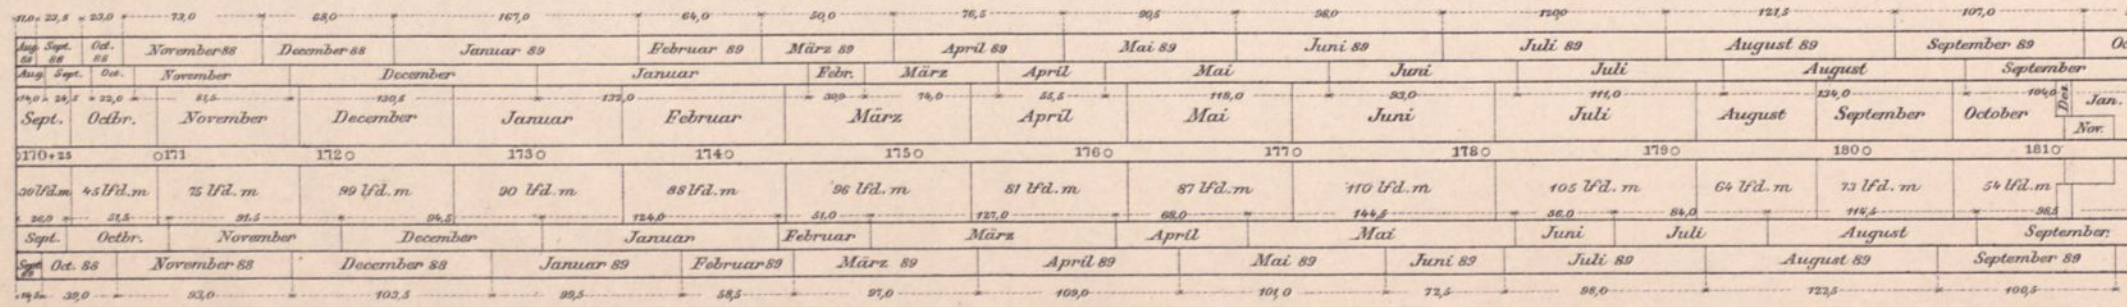 11,0 23,5 23,0 73,0 68,0 167,0 64,0 50,0 76,5 90,5 98,0 120,0 121,5 107,0
Aug. Sept. Oct. November 88 December 88 Januar 89 Februar 89 März 89 April 89 Mai 89 Juni 89 Juli 89 August 89 September 89 Oc
88 88 88
Aug. Sept. Oct. November December Januar Febr. März April Mai Juni Juli August September
14,0 24,5 22,0 81,5 130,5 132,0 30,0 74,0 55,5 118,0 93,0 111,0 134,0 104,0
Sept. Octbr. November December Januar Februar März April Mai Juni Juli August September October Dez. Jan.
Nov.
170+25 171 1720 1730 1740 1750 1760 1770 1780 1790 1800 1810
30 lfd.m 45 lfd.m 75 lfd.m 99 lfd.m 90 lfd.m 88 lfd.m 96 lfd.m 81 lfd.m 87 lfd.m 110 lfd.m 105 lfd.m 64 lfd.m 73 lfd.m 54 lfd.m
26,0 51,5 91,5 94,5 124,0 51,0 127,0 68,0 144,5 56,0 84,0 114,5 98,5
Sept. Octbr. November December Januar Februar März April Mai Juni Juli August September.
Sept. 88 Oct. 88 November 88 December 88 Januar 89 Februar 89 März 89 April 89 Mai 89 Juni 89 Juli 89 August 89 September 89
39,0 93,0 103,5 99,5 58,5 97,0 109,0 101,0 72,5 98,0 122,5 100,5